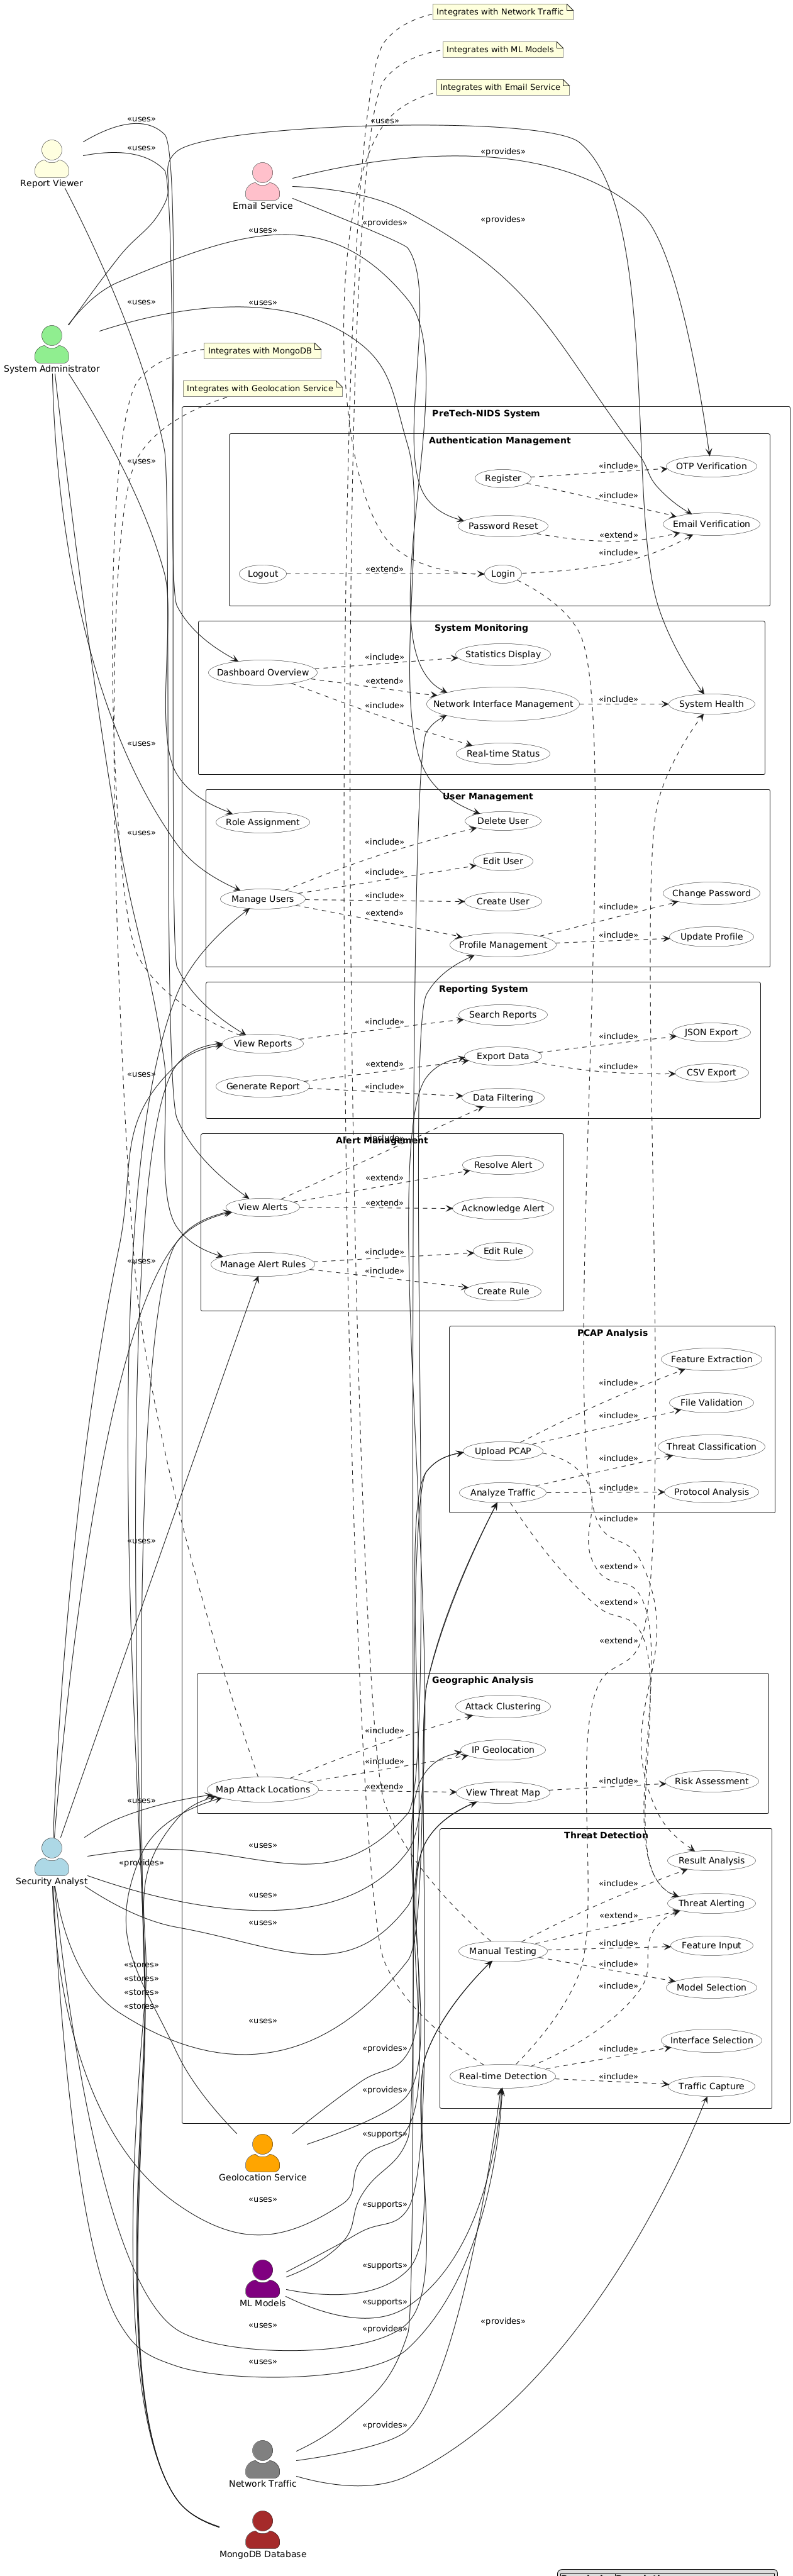 Integrates with Network Traffic
Integrates with ML Models
Integrates with Email Service
«uses»
«uses»
«uses»
«provides»
Report Viewer
Email Service
«provides»
«provides»
«uses»
«uses»
«uses»
System Administrator
Integrates with MongoDB
Integrates with Geolocation Service
PreTech-NIDS System
Authentication Management
«uses»
Register
«include»
OTP Verification
«include»
Password Reset
«extend»
Email Verification
«include»
Logout
«extend»
Login
System Monitoring
Dashboard Overview
«include»
Statistics Display
«extend»
Network Interface Management
«include»
System Health
«include»
Real-time Status
«uses»
User Management
Role Assignment
Delete User
«uses»
«include»
Edit User
«include»
Manage Users
«include»
Create User
«extend»
Profile Management
«include»
Change Password
«include»
Update Profile
Reporting System
Search Reports
«include»
View Reports
Export Data
«include»
JSON Export
«extend»
«include»
CSV Export
Generate Report
«include»
Data Filtering
«uses»
Alert Management
«include»
Resolve Alert
«extend»
View Alerts
«extend»
Acknowledge Alert
«uses»
Manage Alert Rules
«include»
Edit Rule
«include»
Create Rule
PCAP Analysis
Feature Extraction
«include»
File Validation
«include»
Upload PCAP
Threat Classification
«include»
Analyze Traffic
«include»
Protocol Analysis
«include»
«uses»
«extend»
«extend»
«extend»
Geographic Analysis
Attack Clustering
«include»
IP Geolocation
«include»
Map Attack Locations
«extend»
View Threat Map
«include»
Risk Assessment
«uses»
Threat Detection
«uses»
Result Analysis
«provides»
Security Analyst
«include»
«uses»
Threat Alerting
«extend»
«uses»
Manual Testing
«include»
Feature Input
«stores»
«stores»
«include»
«include»
Model Selection
«stores»
«stores»
«uses»
Interface Selection
«include»
«provides»
Real-time Detection
«include»
Traffic Capture
«provides»
«supports»
Geolocation Service
«uses»
«supports»
«supports»
ML Models
«supports»
«provides»
«provides»
«uses»
«provides»
«uses»
Network Traffic
MongoDB Database